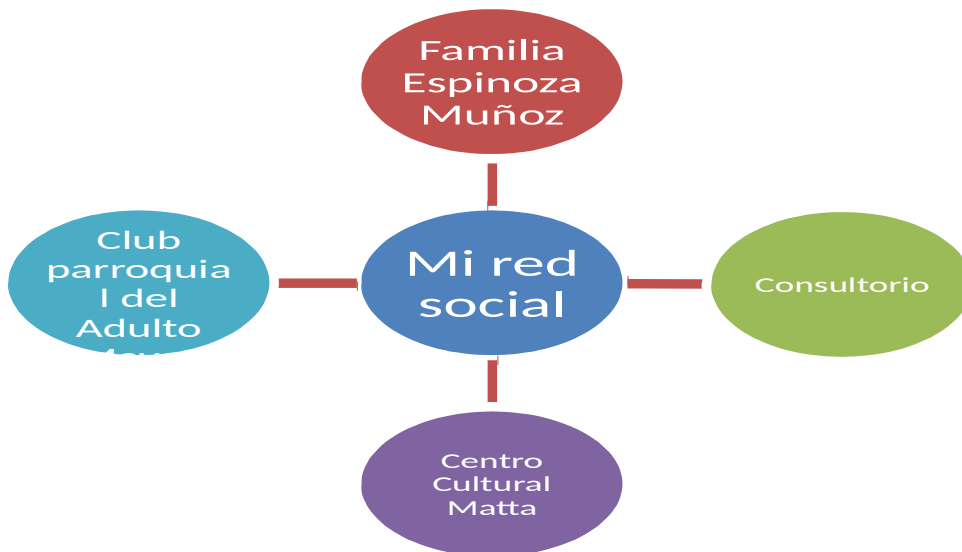 Familia
Espinoza
Muñoz
Club
parroquia
l del
Adulto
Mi red
social
Consultorio
Centro
Cultural
Matta